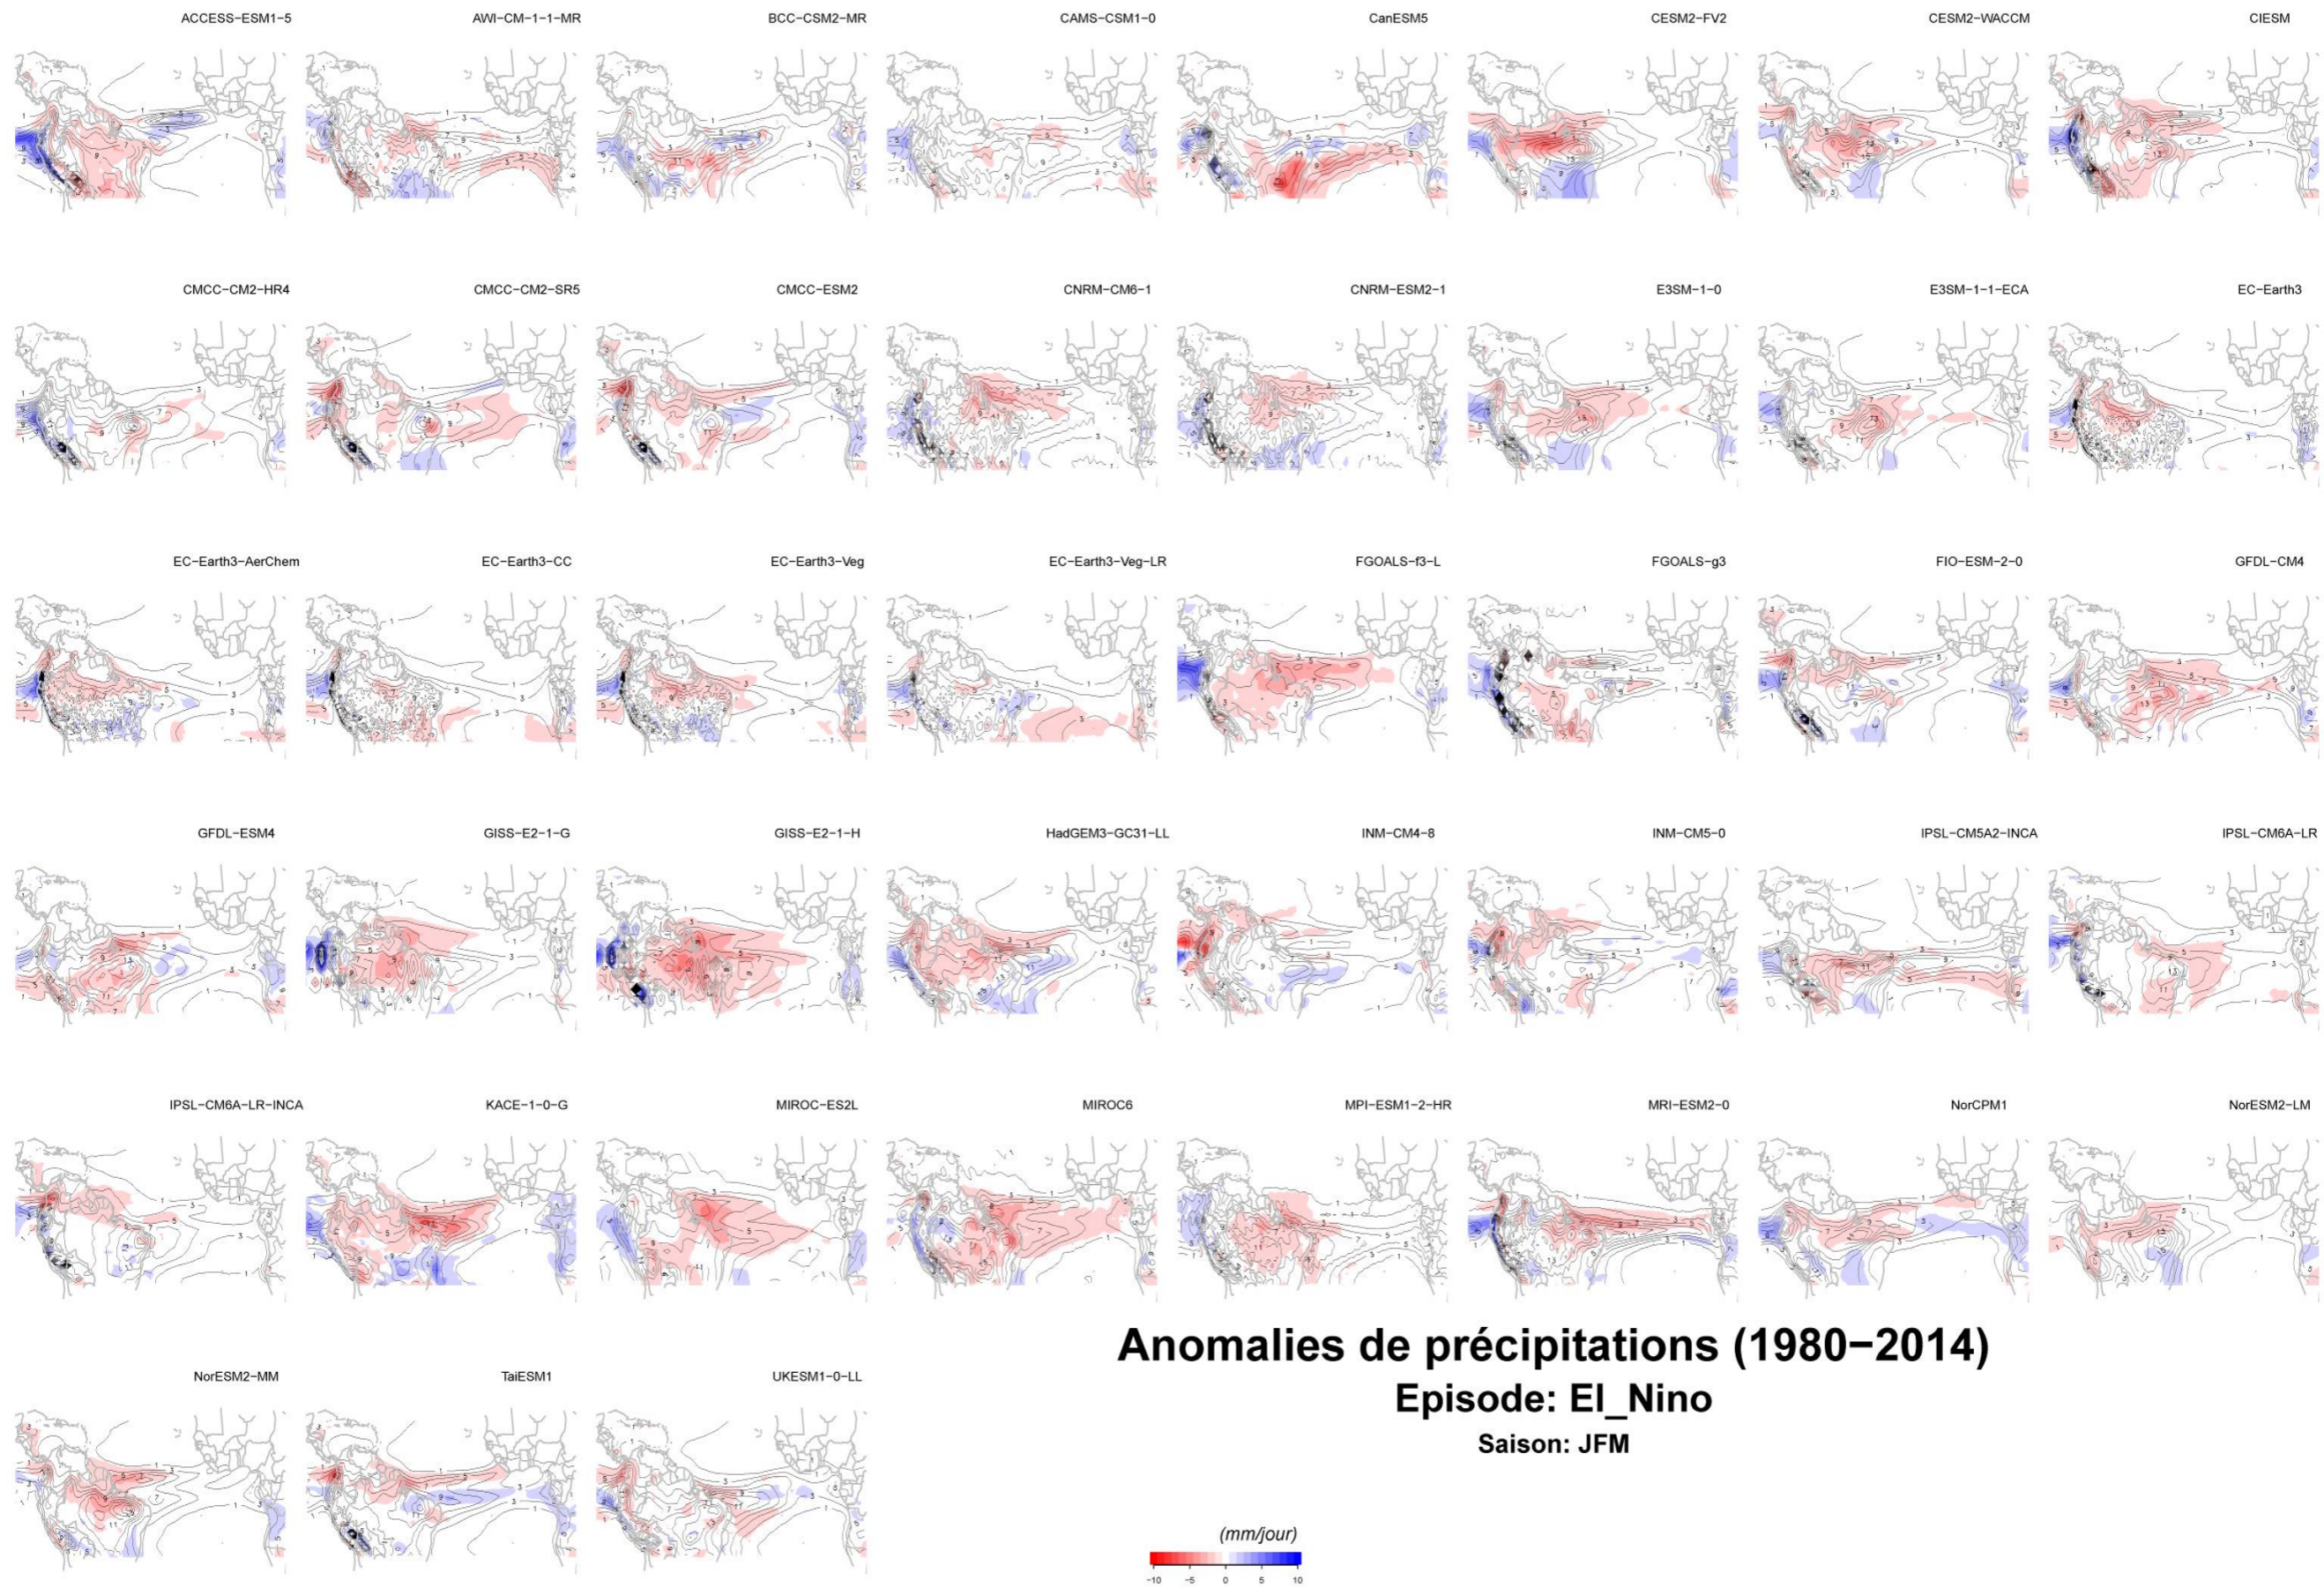 ACCESS−ESM1−5 AWI−CM−1−1−MR BCC−CSM2−MR CAMS−CSM1−0 CanESM5 CESM2−FV2 CESM2−WACCM CIESM
CMCC−CM2−HR4 CMCC−CM2−SR5 CMCC−ESM2 CNRM−CM6−1 CNRM−ESM2−1 E3SM−1−0 E3SM−1−1−ECA EC−Earth3
EC−Earth3−AerChem EC−Earth3−CC EC−Earth3−Veg EC−Earth3−Veg−LR FGOALS−f3−L FGOALS−g3 FIO−ESM−2−0 GFDL−CM4
GFDL−ESM4 GISS−E2−1−G GISS−E2−1−H HadGEM3−GC31−LL INM−CM4−8 INM−CM5−0 IPSL−CM5A2−INCA IPSL−CM6A−LR
IPSL−CM6A−LR−INCA KACE−1−0−G MIROC−ES2L MIROC6 MPI−ESM1−2−HR MRI−ESM2−0 NorCPM1 NorESM2−LM
Anomalies de précipitations (1980−2014)
Episode: El_Nino
Saison: JFM
NorESM2−MM TaiESM1 UKESM1−0−LL
(mm/jour)
−10 −5 0 5 10